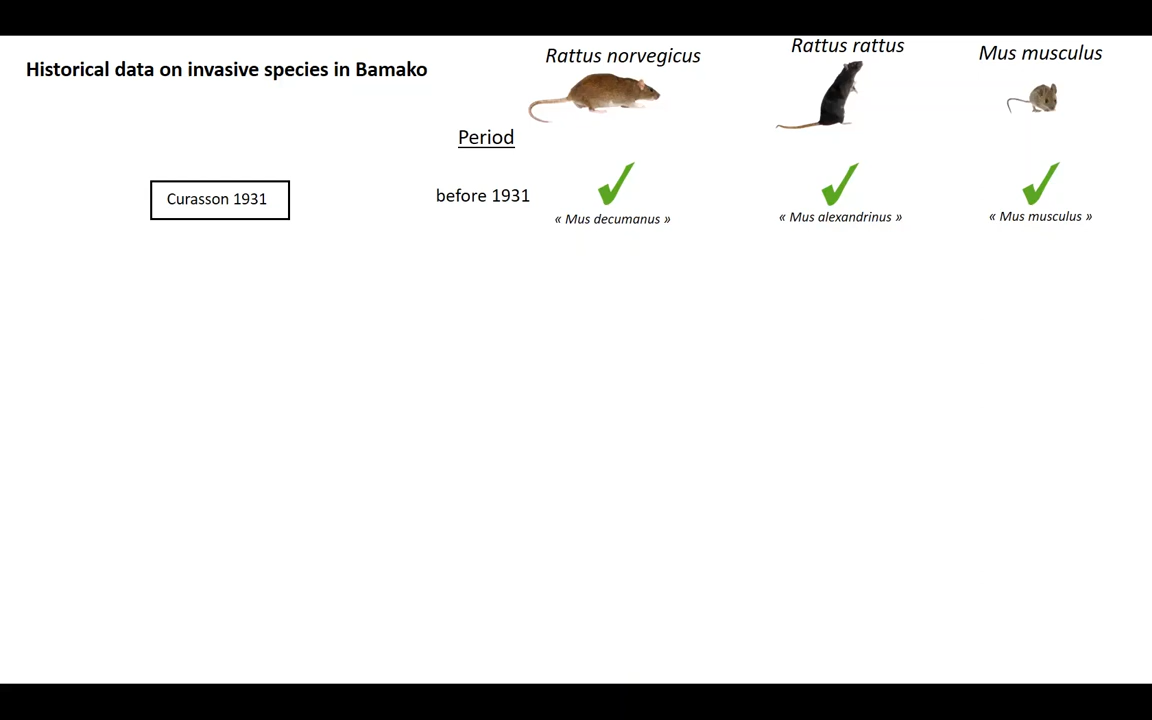 Historical data on invasive species in Bamako
Rattus norvegicus
Rattus rattus
Mus musculus
Period
Curasson 1931
before 1931
« Mus decumanus »
« Mus alexandrinus »
« Mus musculus »